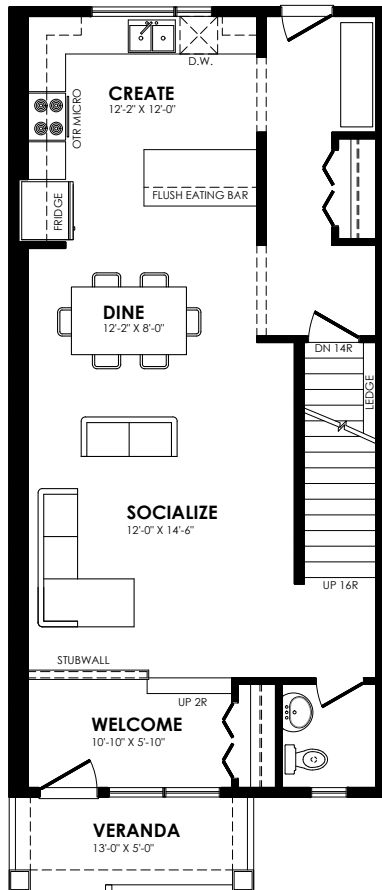 D.W.
CREATE
12'-2" X 12'-0"
OTR MICRO
FLUSH EATING BAR
FRIDGE
DINE
12'-2" X 8'-0"
DN 14R
LEDGE
SOCIALIZE
12'-0" X 14'-6"
UP 16R
STUBWALL
UP 2R
WELCOME
10'-10" X 5'-10"
VERANDA
13'-0" X 5'-0"